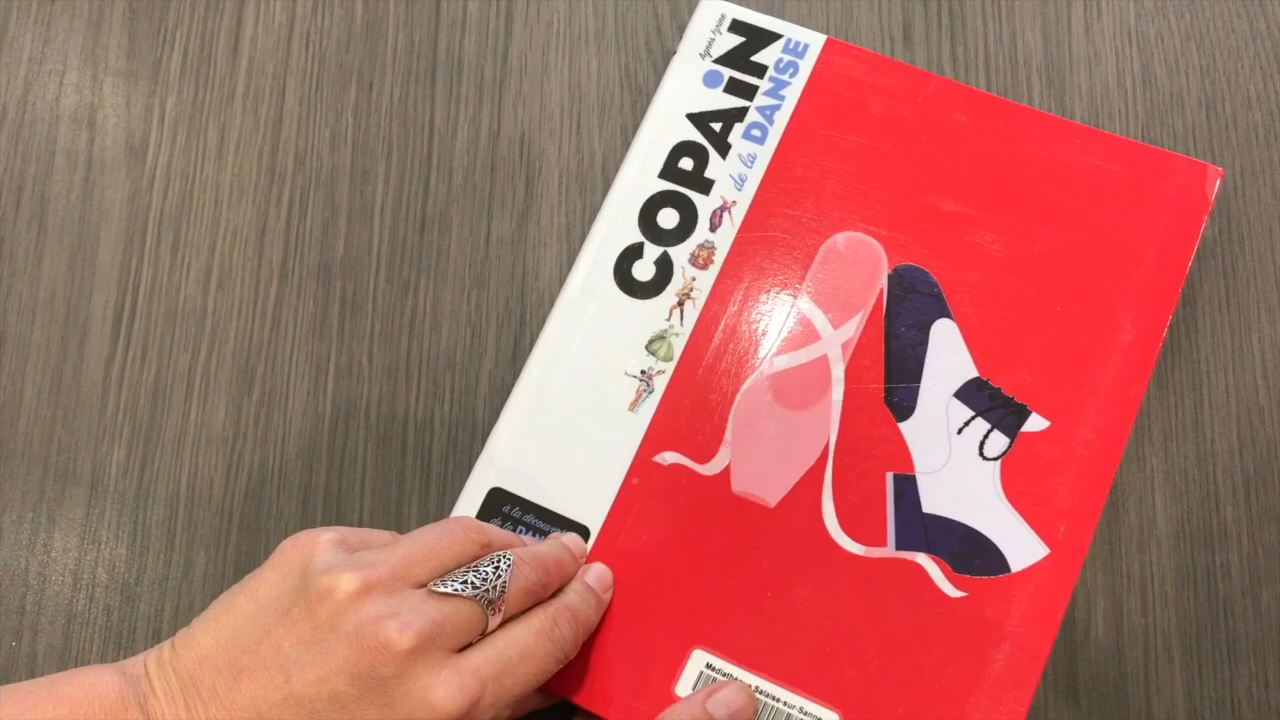 Agnès Izrine
COPAiN
de la DANSE
à la découverte
de la DANSE
Médiathèque Salaise-sur-Sanne